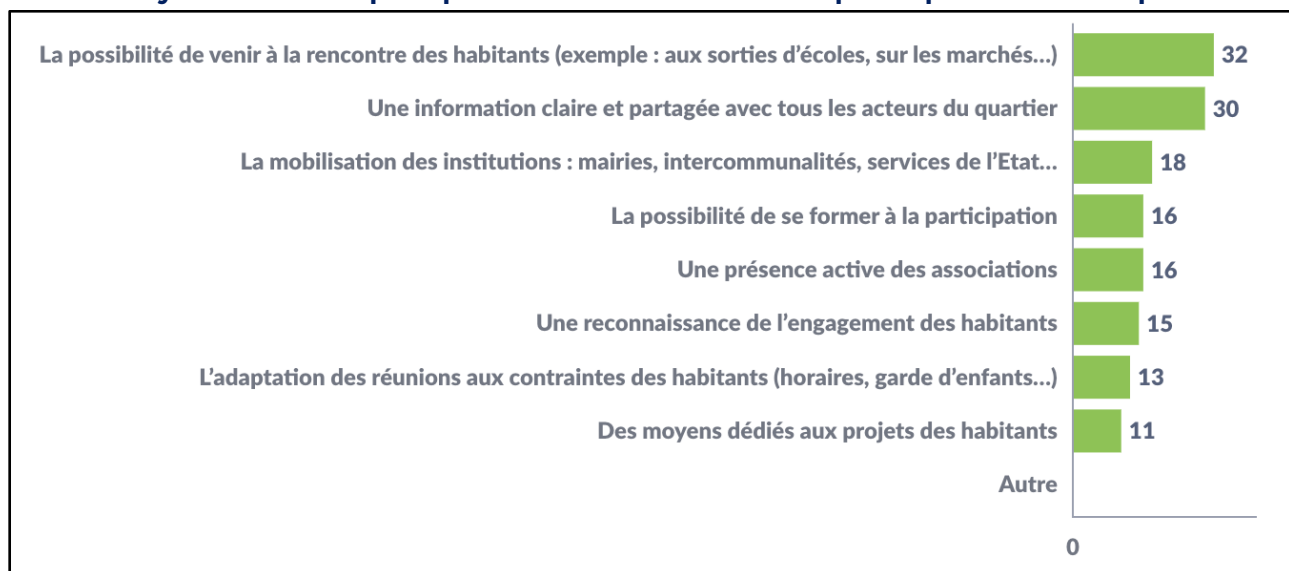 La possibilité de venir à la rencontre des habitants (exemple : aux sorties d’écoles, sur les marchés…) 32
Une information claire et partagée avec tous les acteurs du quartier 30
La mobilisation des institutions : mairies, intercommunalités, services de l’Etat… 18
La possibilité de se former à la participation 16
Une présence active des associations 16
Une reconnaissance de l’engagement des habitants 15
L’adaptation des réunions aux contraintes des habitants (horaires, garde d’enfants…) 13
Des moyens dédiés aux projets des habitants 11
Autre
0